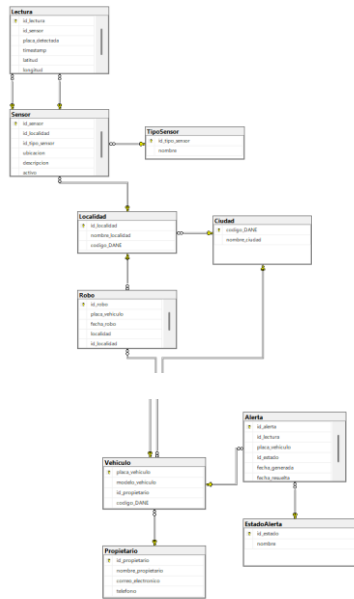 Lectura
id_lectura
id_sensor
placa_detectada
timestamp
latitud
longitud
Sensor
id_sensor
id_localidad
id_tipo_sensor
ubicacion
descripcion
activo
TipoSensor
id_tipo_sensor
nombre
Localidad
id_localidad
nombre_localidad
codigo_DANE
Ciudad
codigo_DANE
nombre_ciudad
Robo
id_robo
placa_vehiculo
fecha_robo
localidad
id_localidad
Alerta
id_alerta
id_lectura
placa_vehiculo
id_estado
fecha_generada
fecha_resuelta
Vehiculo
placa_vehiculo
modelo_vehiculo
id_propietario
codigo_DANE
EstadoAlerta
id_estado
nombre
Propietario
id_propietario
nombre_propietario
correo_electronico
telefono